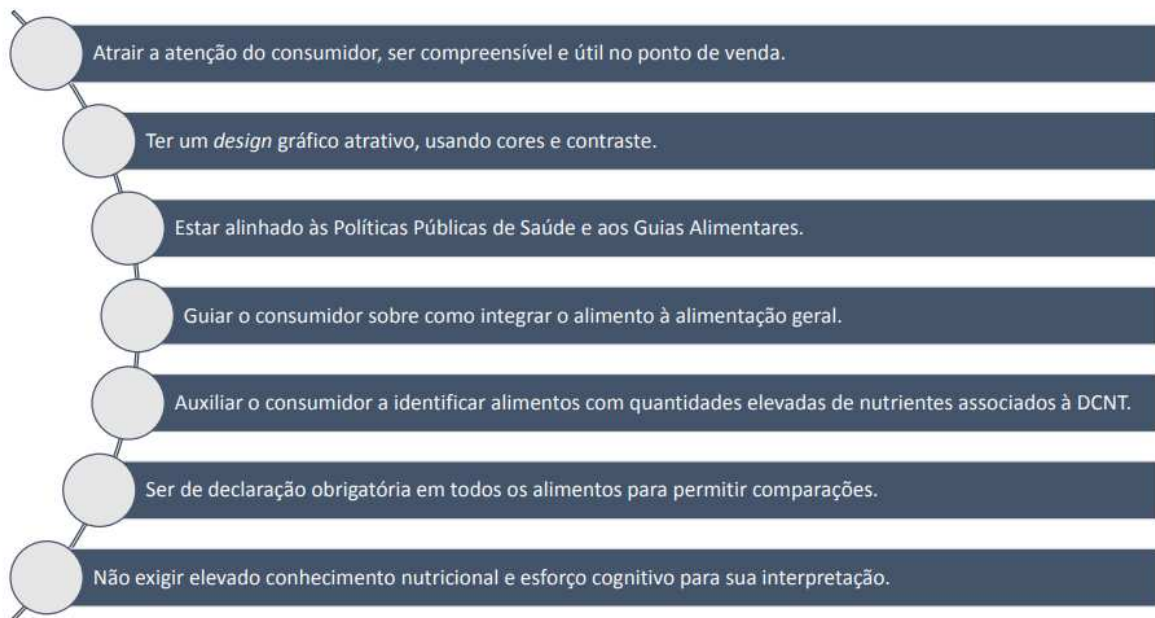 Atrair a atenção do consumidor, ser compreensível e útil no ponto de venda.
Ter um design gráfico atrativo, usando cores e contraste.
Estar alinhado às Políticas Públicas de Saúde e aos Guias Alimentares.
Guiar o consumidor sobre como integrar o alimento à alimentação geral.
Auxiliar o consumidor a identificar alimentos com quantidades elevadas de nutrientes associados à DCNT.
Ser de declaração obrigatória em todos os alimentos para permitir comparações.
Não exigir elevado conhecimento nutricional e esforço cognitivo para sua interpretação.